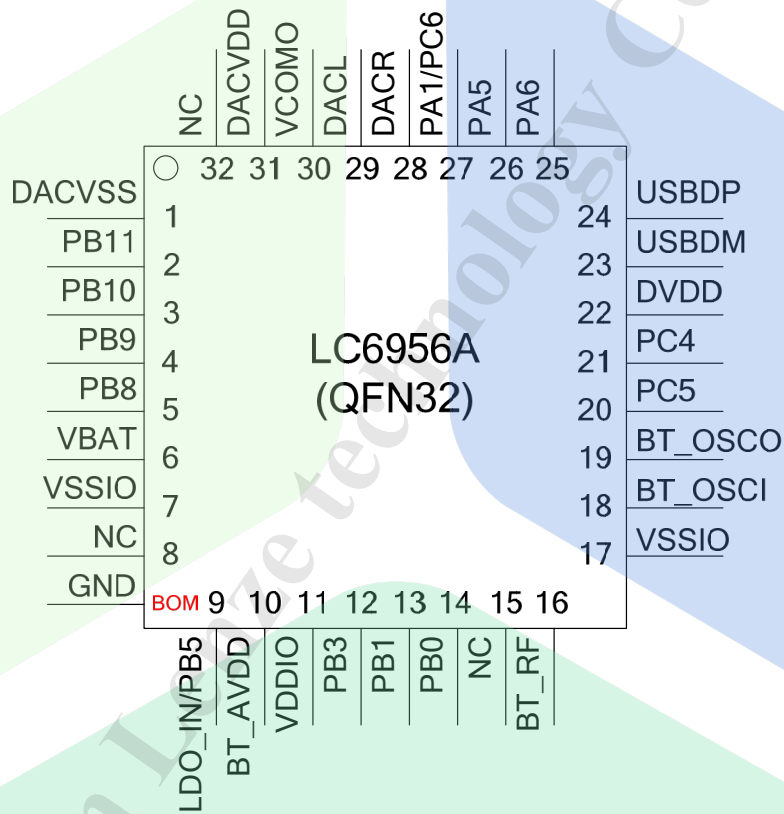 NC
DACVDD
VCOMO
DACL
DACR
PA1/PC6
PA5
PA6
32 31 30 29 28 27 26 25
DACVSS
1
PB11
2
PB10
3
PB9
4
PB8
5
VBAT
6
VSSIO
7
NC
8
GND
LC6956A
(QFN32)
USBDP
24
USBDM
23
DVDD
22
PC4
21
PC5
20
BT_OSCO
19
BT_OSCI
18
VSSIO
17
BOM 9 10 11 12 13 14 15 16
LDO_IN/PB5
BT_AVDD
VDDIO
PB3
PB1
PB0
NC
BT_RF
n Lenze technology Co